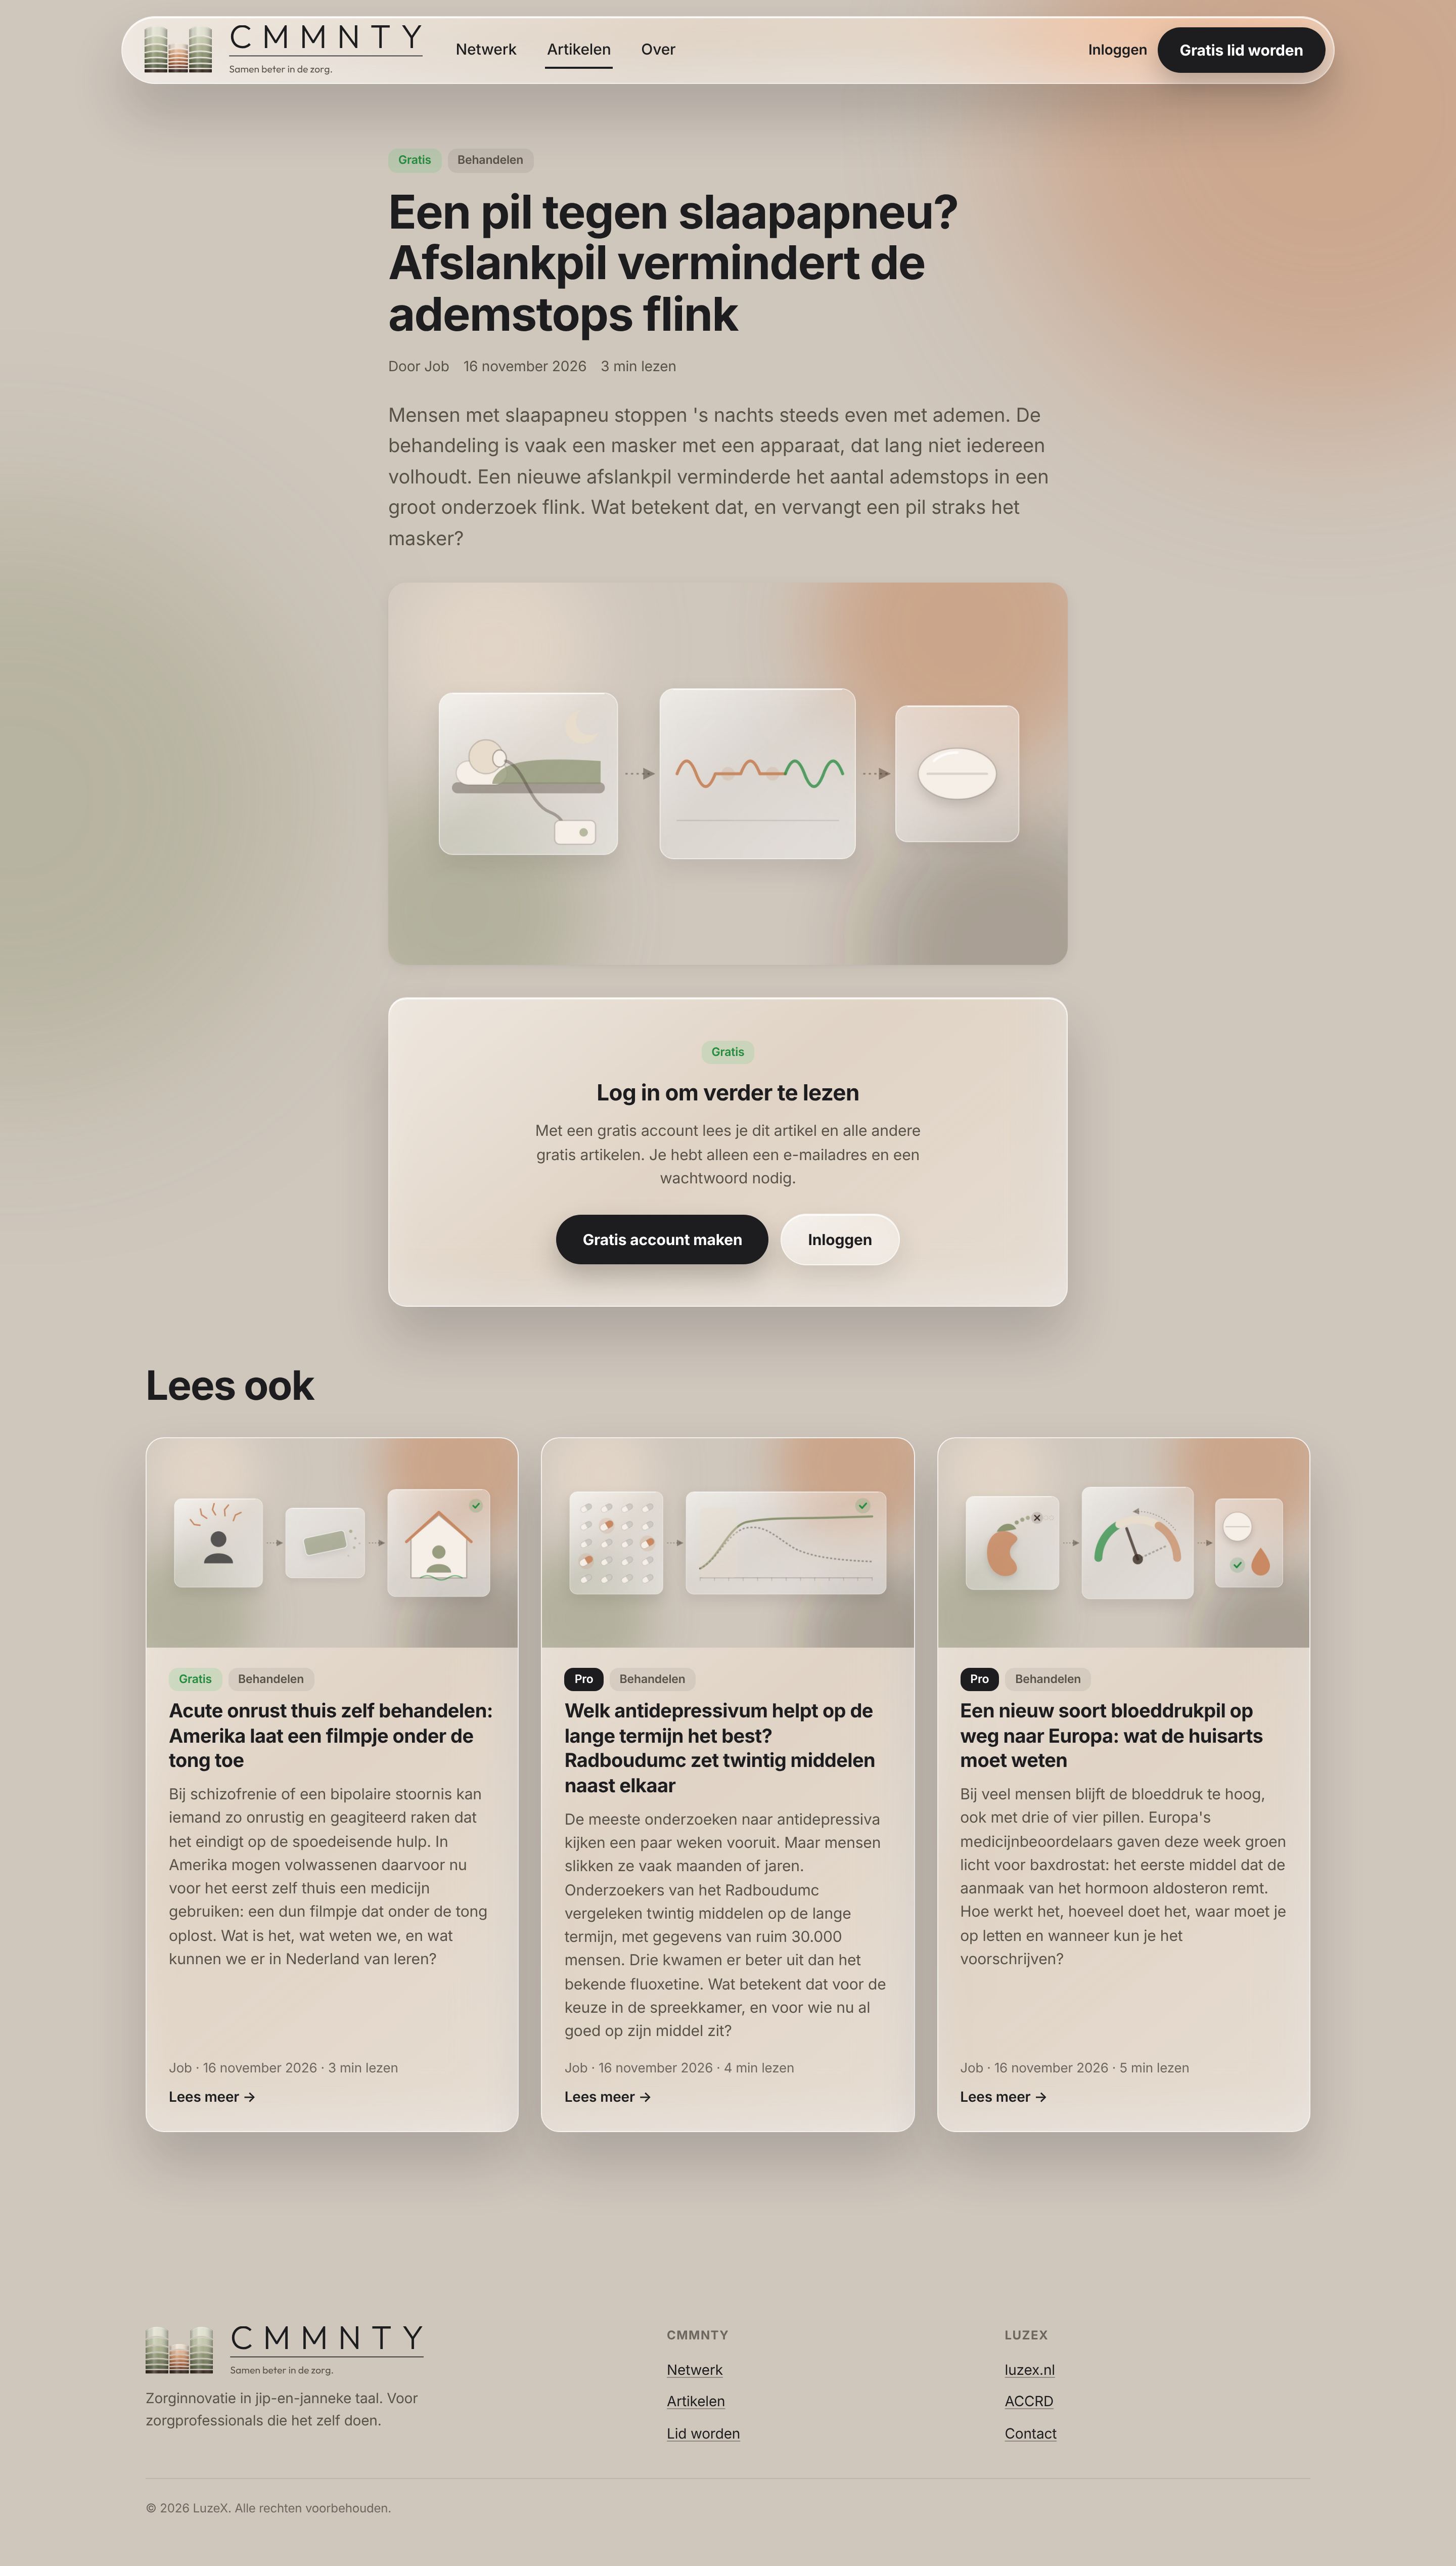 CMMNTY
Samen beter in de zorg.
Netwerk
Artikelen
Over
Inloggen
Gratis lid worden
Gratis
Behandelen
Een pil tegen slaapapneu?
Afslankpil vermindert de
ademstops flink
Door Job 16 november 2026 3 min lezen
Mensen met slaapapneu stoppen 's nachts steeds even met ademen. De
behandeling is vaak een masker met een apparaat, dat lang niet iedereen
volhoudt. Een nieuwe afslankpil verminderde het aantal ademstops in een
groot onderzoek flink. Wat betekent dat, en vervangt een pil straks het
masker?
Gratis
Log in om verder te lezen
Met een gratis account lees je dit artikel en alle andere
gratis artikelen. Je hebt alleen een e-mailadres en een
wachtwoord nodig.
Gratis account maken
Inloggen
Lees ook
Gratis
Behandelen
Acute onrust thuis zelf behandelen:
Amerika laat een filmpje onder de
tong toe
Bij schizofrenie of een bipolaire stoornis kan
iemand zo onrustig en geagiteerd raken dat
het eindigt op de spoedeisende hulp. In
Amerika mogen volwassenen daarvoor nu
voor het eerst zelf thuis een medicijn
gebruiken: een dun filmpje dat onder de tong
oplost. Wat is het, wat weten we, en wat
kunnen we er in Nederland van leren?
Job · 16 november 2026 · 3 min lezen
Lees meer →
Pro
Behandelen
Welk antidepressivum helpt op de
lange termijn het best?
Radboudumc zet twintig middelen
naast elkaar
De meeste onderzoeken naar antidepressiva
kijken een paar weken vooruit. Maar mensen
slikken ze vaak maanden of jaren.
Onderzoekers van het Radboudumc
vergeleken twintig middelen op de lange
termijn, met gegevens van ruim 30.000
mensen. Drie kwamen er beter uit dan het
bekende fluoxetine. Wat betekent dat voor de
keuze in de spreekkamer, en voor wie nu al
goed op zijn middel zit?
Job · 16 november 2026 · 4 min lezen
Lees meer →
Pro
Behandelen
Een nieuw soort bloeddrukpil op
weg naar Europa: wat de huisarts
moet weten
Bij veel mensen blijft de bloeddruk te hoog,
ook met drie of vier pillen. Europa's
medicijnbeoordelaars gaven deze week groen
licht voor baxdrostat: het eerste middel dat de
aanmaak van het hormoon aldosteron remt.
Hoe werkt het, hoeveel doet het, waar moet je
op letten en wanneer kun je het
voorschrijven?
Job · 16 november 2026 · 5 min lezen
Lees meer →
CMMNTY
Samen beter in de zorg.
Zorginnovatie in jip-en-janneke taal. Voor
zorgprofessionals die het zelf doen.
CMMNTY
Netwerk
Artikelen
Lid worden
LUZEX
luzex.nl
ACCRD
Contact
© 2026 LuzeX. Alle rechten voorbehouden.